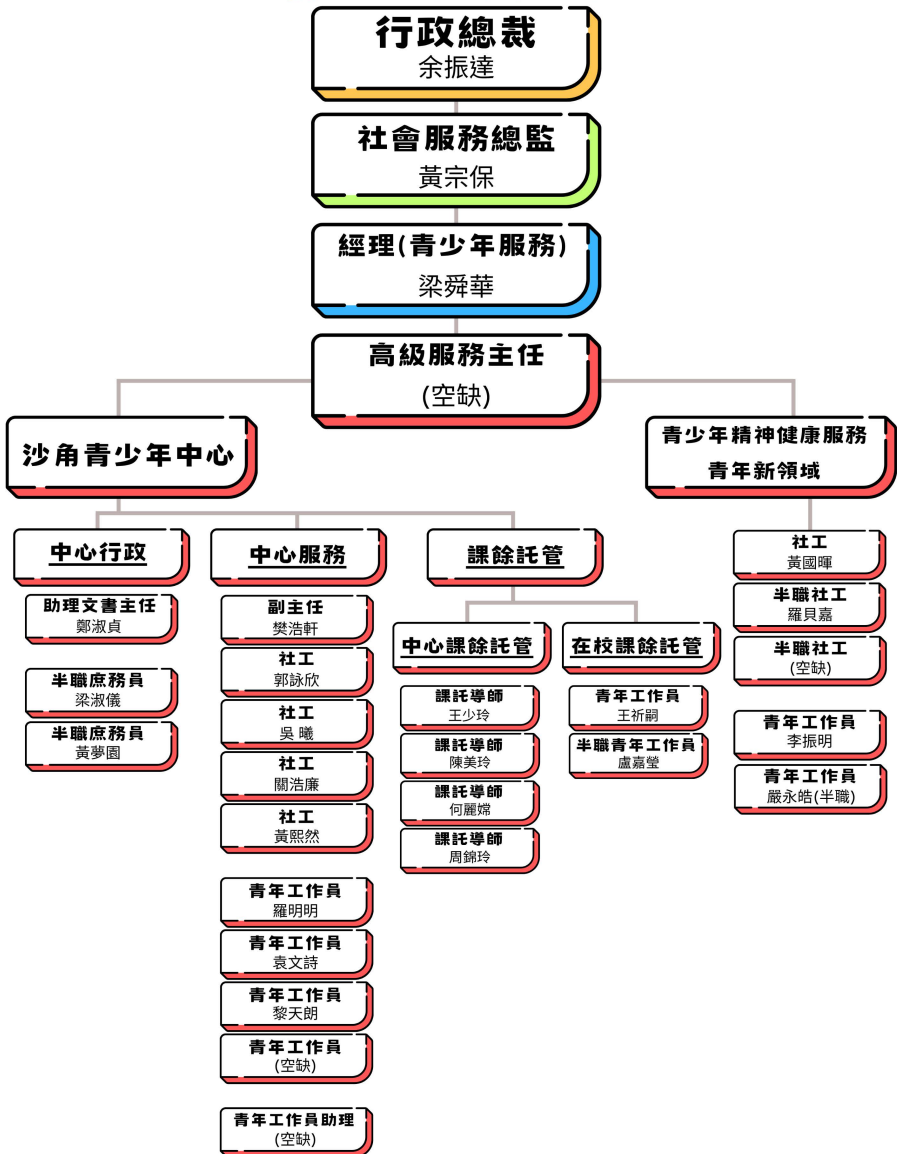 行政總裁
余振達
社會服務總監
黃宗保
經理(青少年服務)
梁舜華
高級服務主任
(空缺)
沙角青少年中心
青少年精神健康服務
青年新領域
中心行政
助理文書主任
鄭淑貞
半職庶務員
梁淑儀
半職庶務員
黃夢園
中心服務
副主任
樊浩軒
社工
郭詠欣
社工
吳 曦
社工
關浩廉
社工
黃熙然
青年工作員
羅明明
青年工作員
袁文詩
青年工作員
黎天朗
青年工作員
(空缺)
青年工作員助理
(空缺)
課餘託管
中心課餘託管
課託導師
王少玲
課託導師
陳美玲
課託導師
何麗嫦
課託導師
周錦玲
在校課餘託管
青年工作員
王祈嗣
半職青年工作員
盧嘉瑩
社工
黃國暉
半職社工
羅貝嘉
半職社工
(空缺)
青年工作員
李振明
青年工作員
嚴永皓(半職)